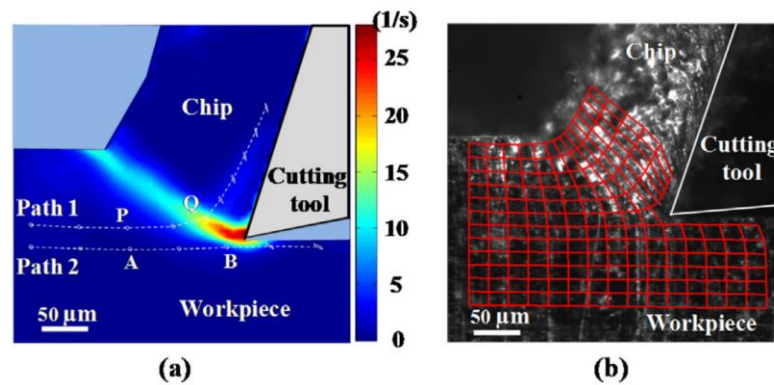 (1/s)
25
20
15
10
5
0
Chip
Cutting
tool
Path 1
P
Q
Path 2
A
B
50 µm
Workpiece
(a)
Chip
Cutting
tool
50 µm
Workpiece
(b)